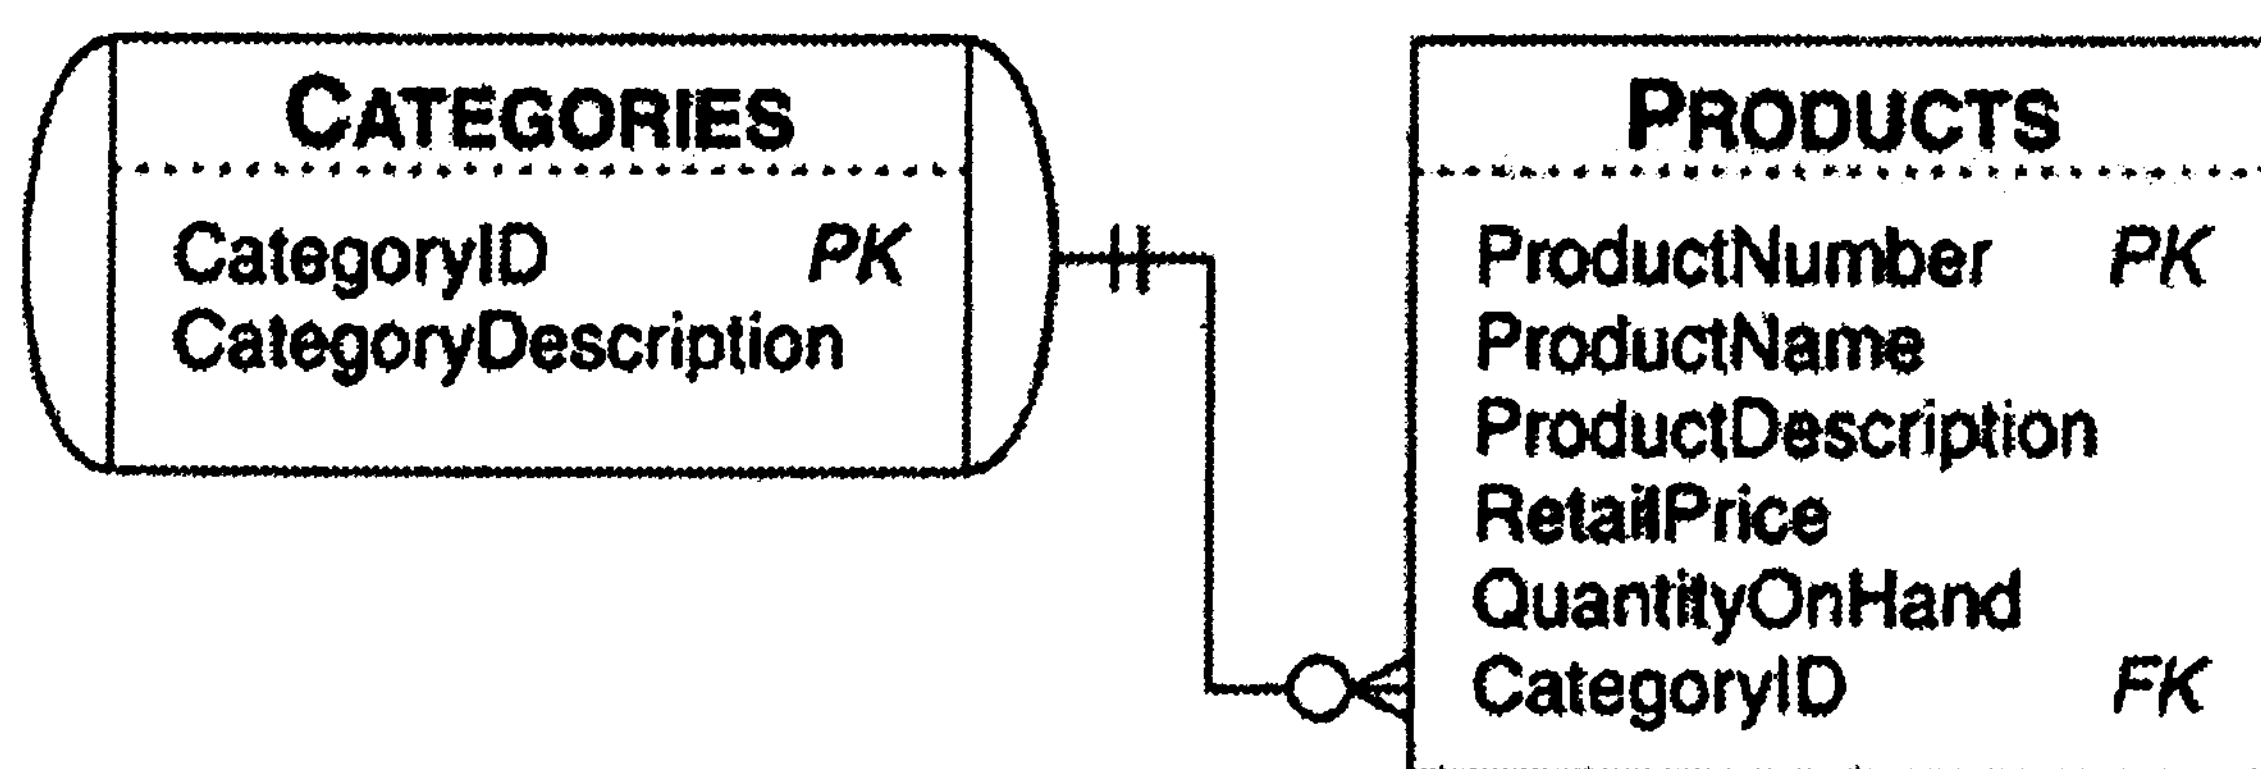 CATEGORIES
CategoryID PK
CategoryDescription
PRODUCTS
ProductNumber PK
ProductName
ProductDescription
RetailPrice
QuantityOnHand
CategoryID FK